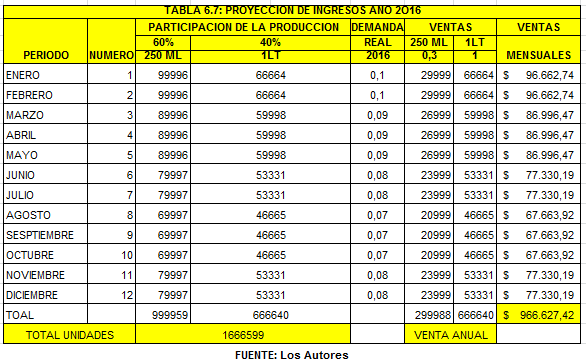 TABLA 6.7: PROYECCION DE INGRESOS AÑO 2O16
PARTICIPACION DE LA PRODUCCION DEMANDA VENTAS VENTAS
60% 40% REAL 250 ML 1LT
PERIODO NUMERO 250 ML 1LT 2016 0,3 1 MENSUALES
ENERO 1 99996 66664 0,1 29999 66664 $ 96.662,74
FEBRERO 2 99996 66664 0,1 29999 66664 $ 96.662,74
MARZO 3 89996 59998 0,09 26999 59998 $ 86.996,47
ABRIL 4 89996 59998 0,09 26999 59998 $ 86.996,47
MAYO 5 89996 59998 0,09 26999 59998 $ 86.996,47
JUNIO 6 79997 53331 0,08 23999 53331 $ 77.330,19
JULIO 7 79997 53331 0,08 23999 53331 $ 77.330,19
AGOSTO 8 69997 46665 0,07 20999 46665 $ 67.663,92
SESPTIEMBRE 9 69997 46665 0,07 20999 46665 $ 67.663,92
OCTUBRE 10 69997 46665 0,07 20999 46665 $ 67.663,92
NOVIEMBRE 11 79997 53331 0,08 23999 53331 $ 77.330,19
DICIEMBRE 12 79997 53331 0,08 23999 53331 $ 77.330,19
TOAL 999959 666640 299988 666640 $ 966.627,42
TOTAL UNIDADES 1666599 VENTA ANUAL
FUENTE: Los Autores